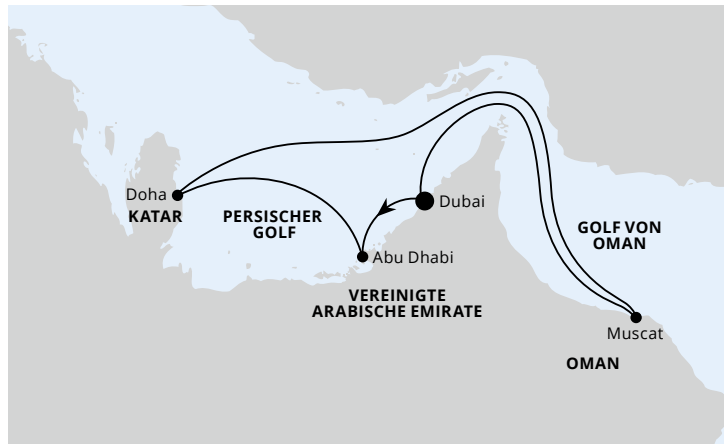 Doha
KATAR
PERSISCHER
GOLF
Dubai
Abu Dhabi
GOLF VON
OMAN
VEREINIGTE
ARABISCHE EMIRATE
Muscat
OMAN